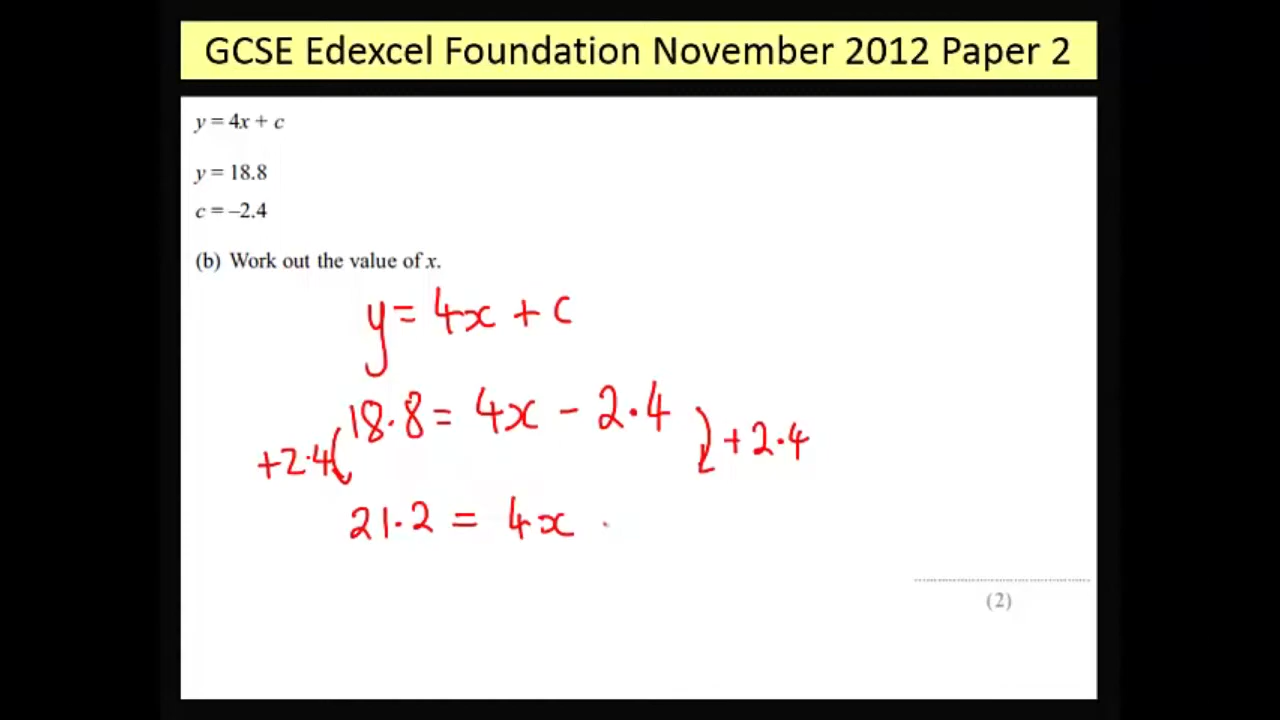 GCSE Edexcel Foundation November 2012 Paper 2
y = 4x + c
y = 18.8
c = –2.4
(b) Work out the value of x.
y = 4x + c
18.8 = 4x - 2.4
+2.4 +2.4
21.2 = 4x
(2)